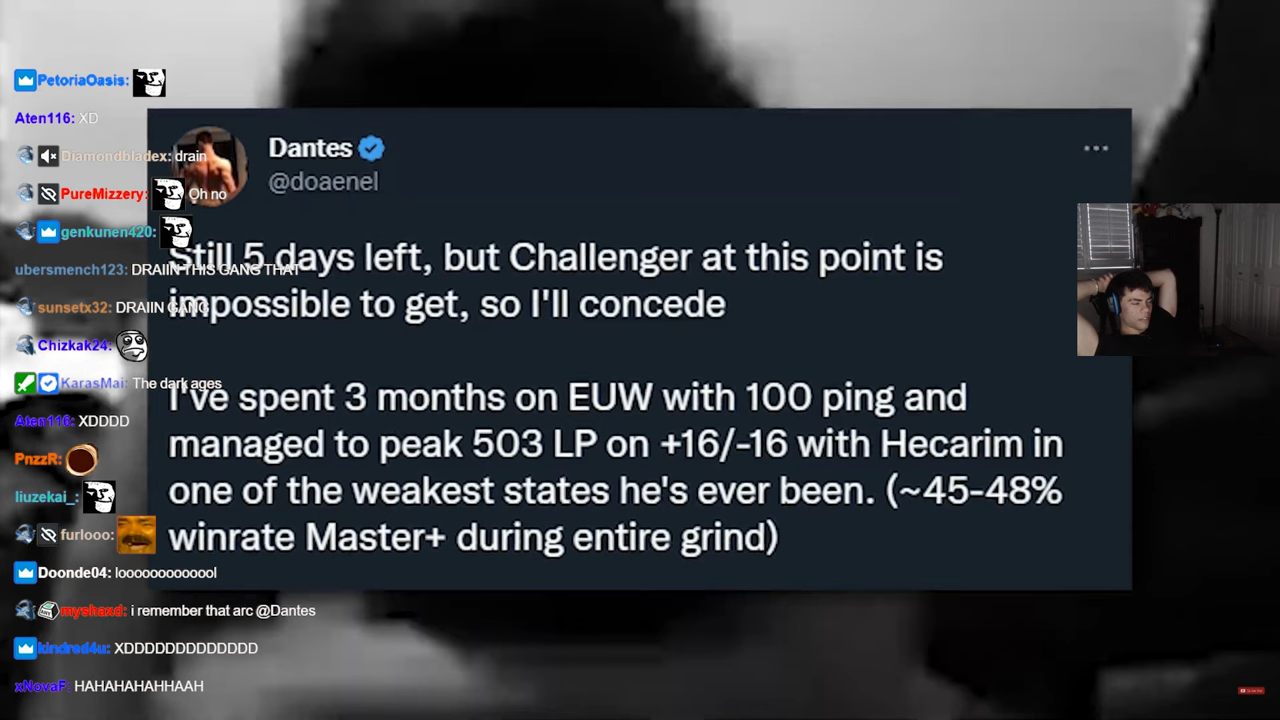 PetoriaOasis:
Aten116: XD
Diamondbladex: drain
PureMizzery: Oh no
genkunen420:
ubersmench123: DRAIIN THIS GANG THAT
sunsetx32: DRAIIN GANG
Chizkak24:
KarasMai: The dark ages
Aten116: XDDDD
PnzzR:
liuzekai_:
furlooo:
Doonde04: loooooooooool
myshaxd: i remember that arc @Dantes
kindred4u: XDDDDDDDDDDDDD
xNovaF: HAHAHAHAHHAAH
Dantes
@doaenel
Still 5 days left, but Challenger at this point is
impossible to get, so I'll concede
I've spent 3 months on EUW with 100 ping and
managed to peak 503 LP on +16/-16 with Hecarim in
one of the weakest states he's ever been. (~45-48%
winrate Master+ during entire grind)